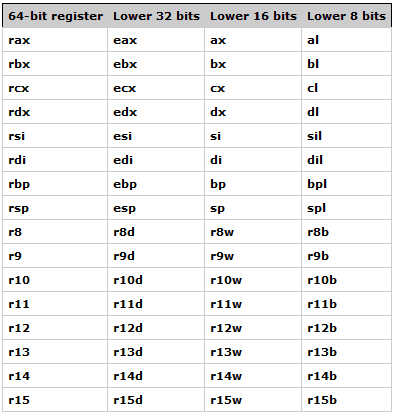 64-bit register Lower 32 bits Lower 16 bits Lower 8 bits
rax eax ax al
rbx ebx bx bl
rcx ecx cx cl
rdx edx dx dl
rsi esi si sil
rdi edi di dil
rbp ebp bp bpl
rsp esp sp spl
r8 r8d r8w r8b
r9 r9d r9w r9b
r10 r10d r10w r10b
r11 r11d r11w r11b
r12 r12d r12w r12b
r13 r13d r13w r13b
r14 r14d r14w r14b
r15 r15d r15w r15b